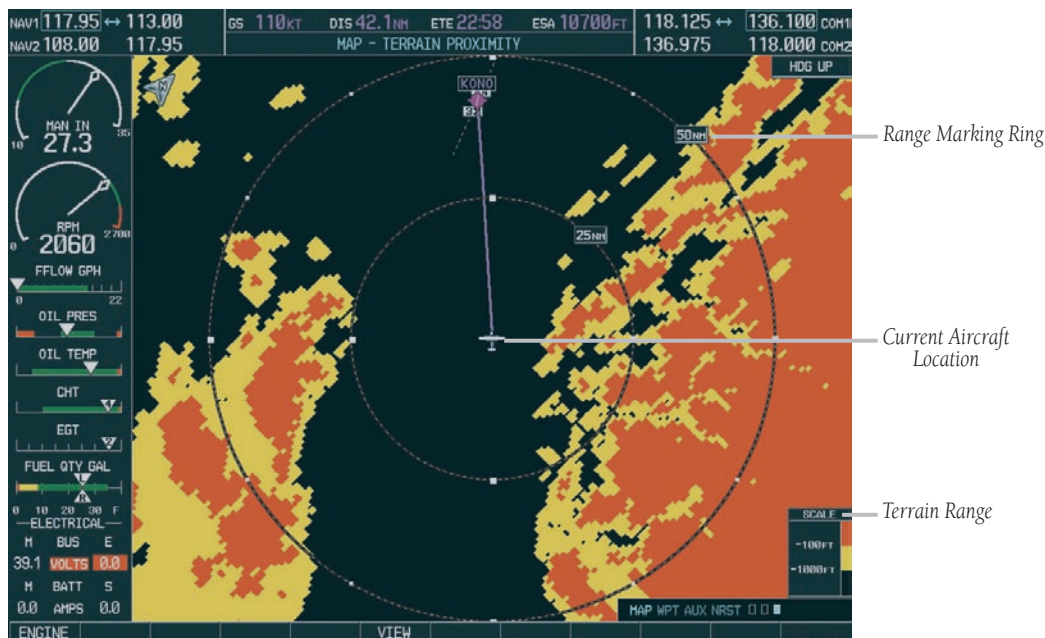 NAV1 117.95 ↔ 113.00 GS 110KT DIS 42.1NM ETE 22:58 ESA 10700FT 118.125 ↔ 136.100 COM1
NAV2 108.00 117.95 MAP - TERRAIN PROXIMITY 136.975 118.000 COM2
HDG UP
N
KONO
MAN IN
10 35
27.3
50NM
Range Marking Ring
RPM
0 2700
2060
25NM
FFLOW GPH
0 22
OIL PRES
Current Aircraft
Location
OIL TEMP
CHT
4
EGT
2
FUEL QTY GAL
L
R
0 10 20 30 F
SCALE
Terrain Range
-100FT
-1000FT
ELECTRICAL
M BUS E
39.1 VOLTS 0.0
M BATT S
0.0 AMPS 0.0
MAP WPT AUX NRST
ENGINE VIEW